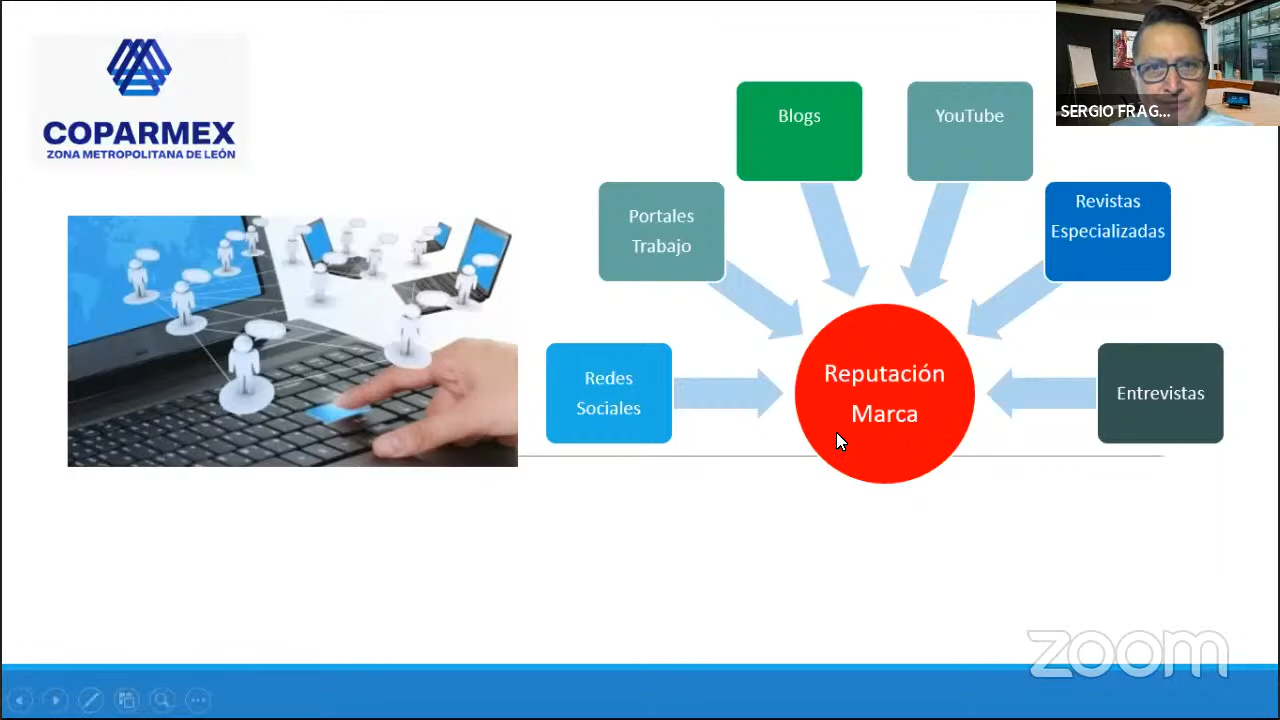 COPARMEX
ZONA METROPOLITANA DE LEÓN
SERGIO FRAG...
Blogs
YouTube
Portales
Trabajo
Revistas
Especializadas
Redes
Sociales
Reputación
Marca
Entrevistas
zoom